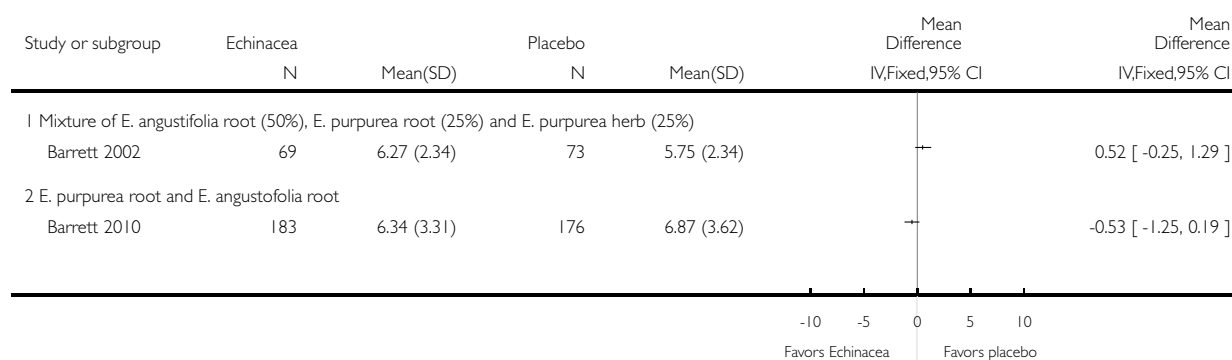 Mean Mean
Study or subgroup Echinacea Placebo Difference Difference
N Mean(SD) N Mean(SD) IV,Fixed,95% CI IV,Fixed,95% CI
1 Mixture of E. angustifolia root (50%), E. purpurea root (25%) and E. purpurea herb (25%)
Barrett 2002 69 6.27 (2.34) 73 5.75 (2.34) 0.52 [ -0.25, 1.29 ]
2 E. purpurea root and E. angustofolia root
Barrett 2010 183 6.34 (3.31) 176 6.87 (3.62) -0.53 [ -1.25, 0.19 ]
-10 -5 0 5 10
Favors Echinacea Favors placebo